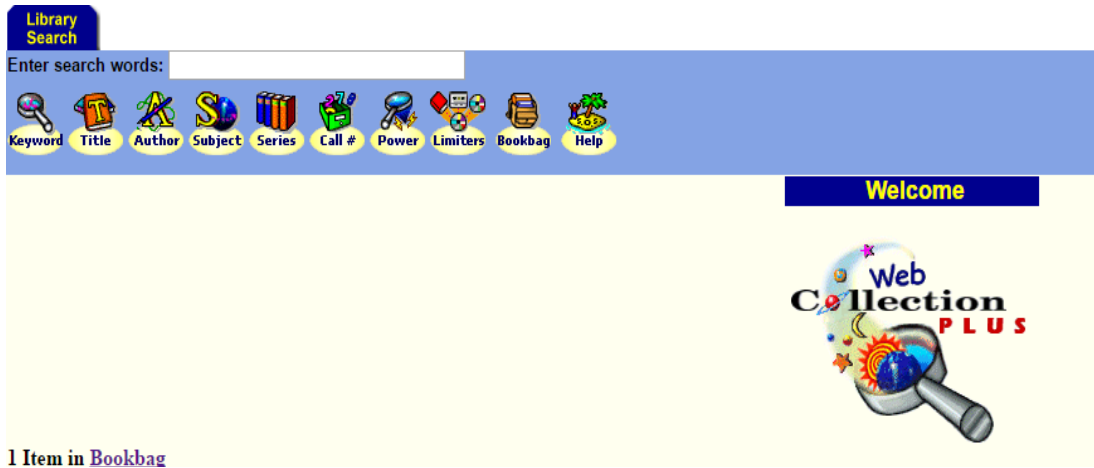 Library
Search
Enter search words:
Keyword Title Author Subject Series Call # Power Limiters Bookbag Help
Welcome
Web
Collection
PLUS
1 Item in Bookbag